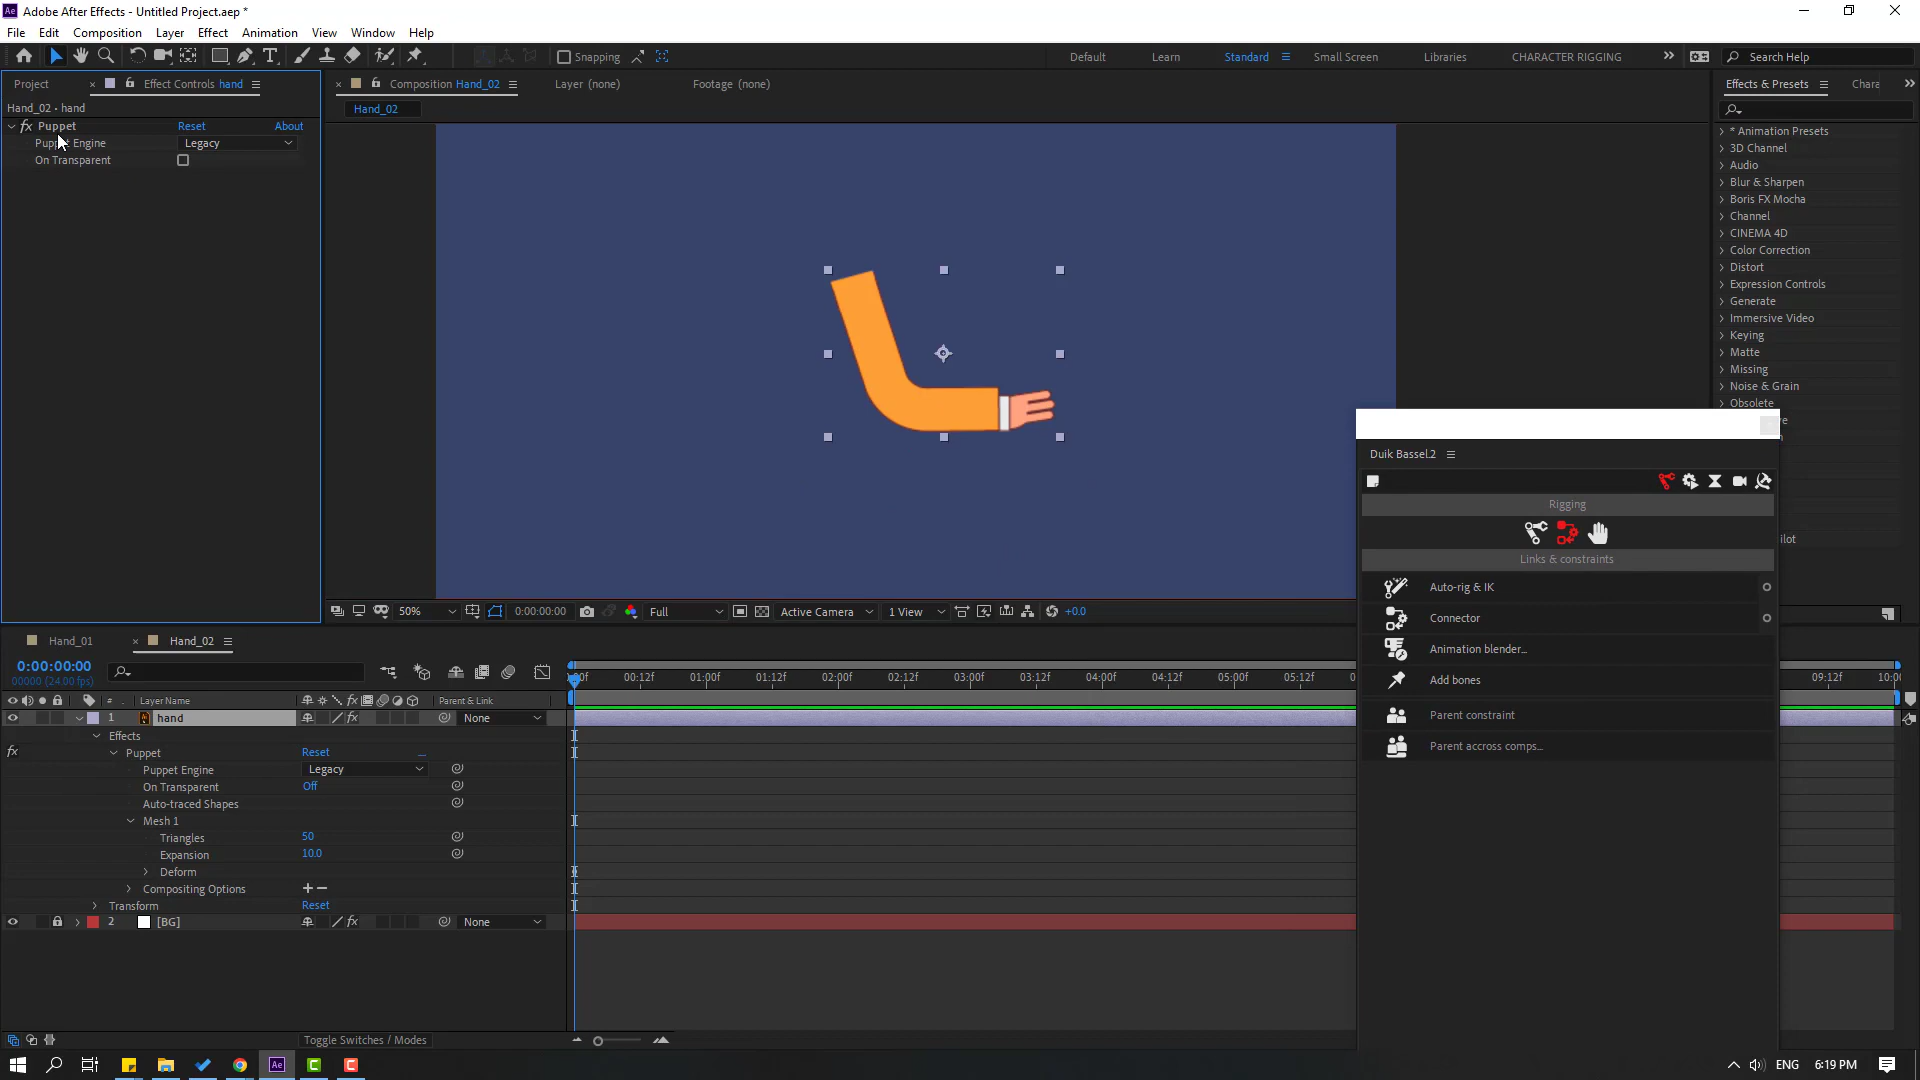 Adobe After Effects - Untitled Project.aep *
File Edit Composition Layer Effect Animation View Window Help
Snapping
Default Learn Standard Small Screen Libraries CHARACTER RIGGING Search Help
Project Effect Controls hand
Hand_02 • hand
Puppet Reset About
Puppet Engine Legacy
On Transparent
Composition Hand_02 Layer (none) Footage (none)
Hand_02
Effects & Presets Chara
* Animation Presets
3D Channel
Audio
Blur & Sharpen
Boris FX Mocha
Channel
CINEMA 4D
Color Correction
Distort
Expression Controls
Generate
Immersive Video
Keying
Matte
Missing
Noise & Grain
Obsolete
ilot
Duik Bassel.2
Rigging
Links & constraints
Auto-rig & IK
Connector
Animation blender...
Add bones
Parent constraint
Parent accross comps...
50% 0:00:00:00 Full Active Camera 1 View +0.0
Hand_01 Hand_02
0:00:00:00
00000 (24.00 fps)
:00f 00:12f 01:00f 01:12f 02:00f 02:12f 03:00f 03:12f 04:00f 04:12f 05:00f 05:12f 09:12f 10:00
# Layer Name Parent & Link
1 hand None
Effects
Puppet Reset
Puppet Engine Legacy
On Transparent Off
Auto-traced Shapes
Mesh 1
Triangles 50
Expansion 10.0
Deform
Compositing Options
Transform Reset
2 [BG] None
Toggle Switches / Modes
ENG 6:19 PM